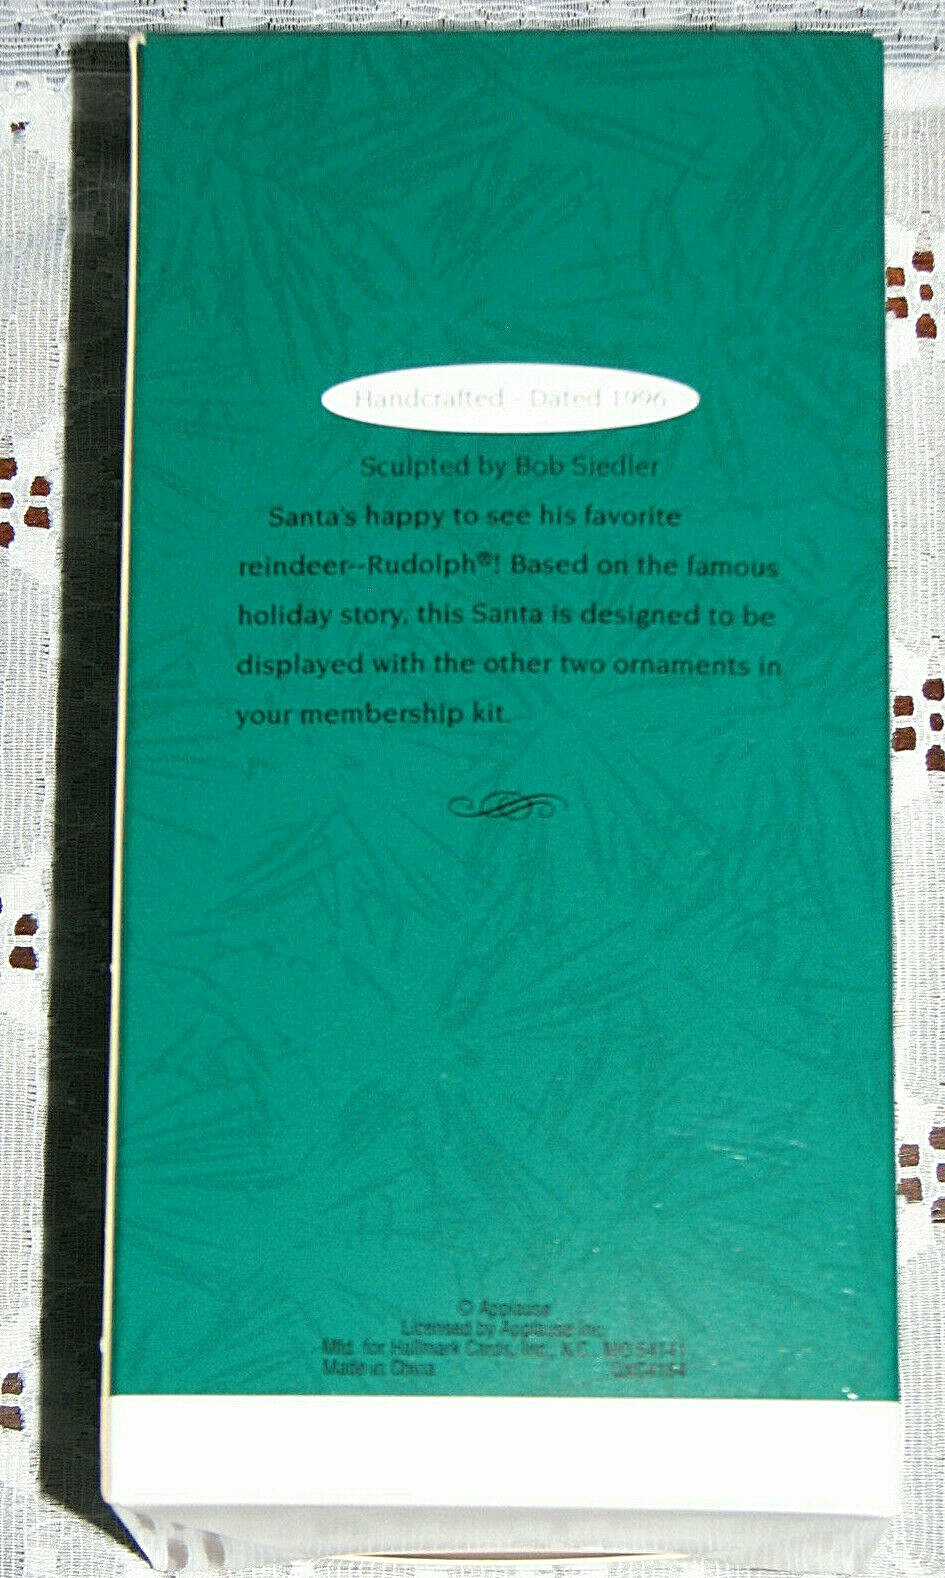 Handcrafted - Dated 1996
Sculpted by Bob Siedler
Santa's happy to see his favorite
reindeer--Rudolph®! Based on the famous
holiday story, this Santa is designed to be
displayed with the other two ornaments in
your membership kit.
© Applause
Licensed by Applause Inc.
Mfd. for Hallmark Cards, Inc., K.C., MO 64141
Made in China QXC4164